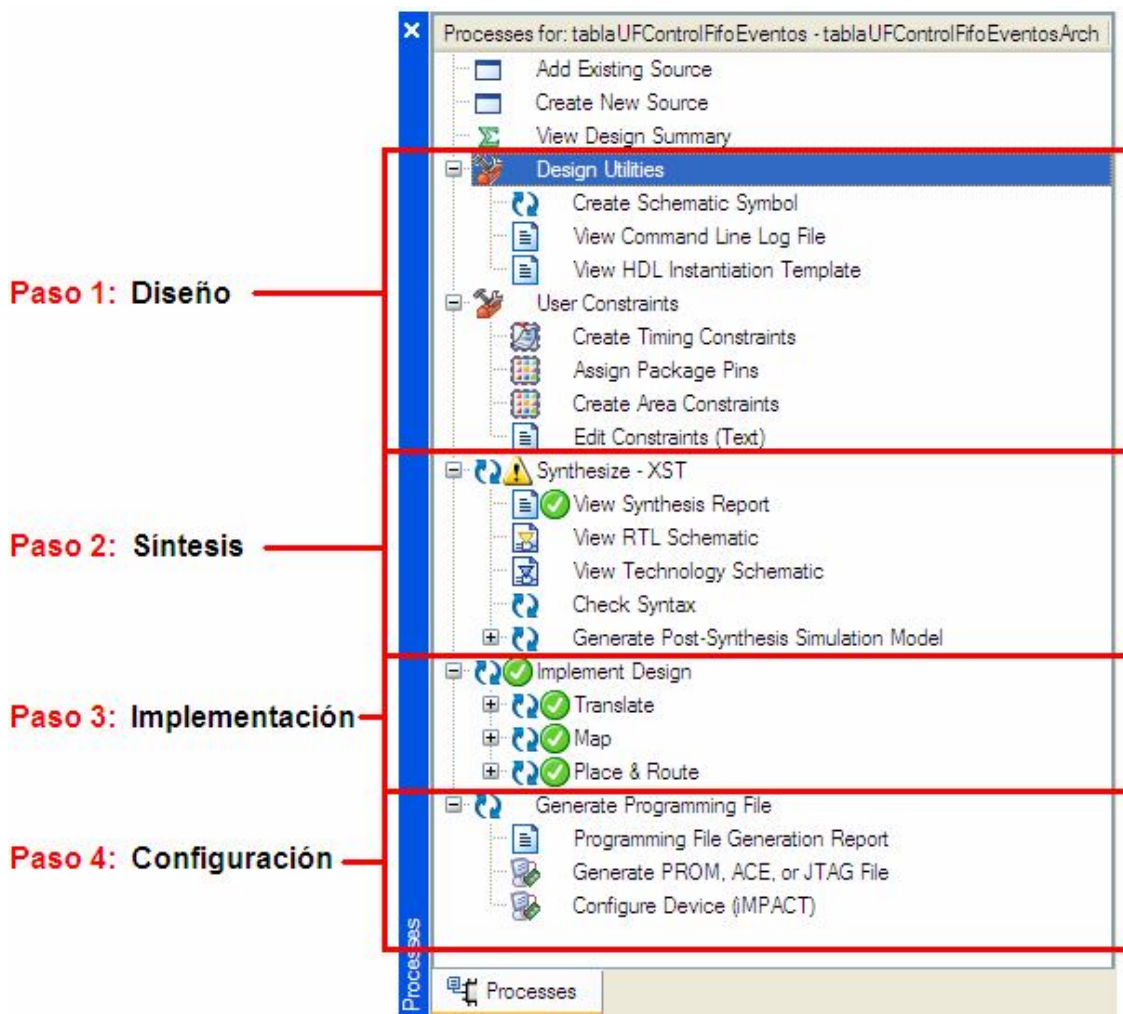 Processes for: tablaUFControlFifoEventos - tablaUFControlFifoEventosArch
Add Existing Source
Create New Source
View Design Summary
Design Utilities
Create Schematic Symbol
View Command Line Log File
View HDL Instantiation Template
Paso 1: Diseño
User Constraints
Create Timing Constraints
Assign Package Pins
Create Area Constraints
Edit Constraints (Text)
Synthesize - XST
View Synthesis Report
View RTL Schematic
Paso 2: Síntesis
View Technology Schematic
Check Syntax
Generate Post-Synthesis Simulation Model
Implement Design
Translate
Paso 3: Implementación
Map
Place & Route
Generate Programming File
Programming File Generation Report
Paso 4: Configuración
Generate PROM, ACE, or JTAG File
Configure Device (iMPACT)
Processes
Processes